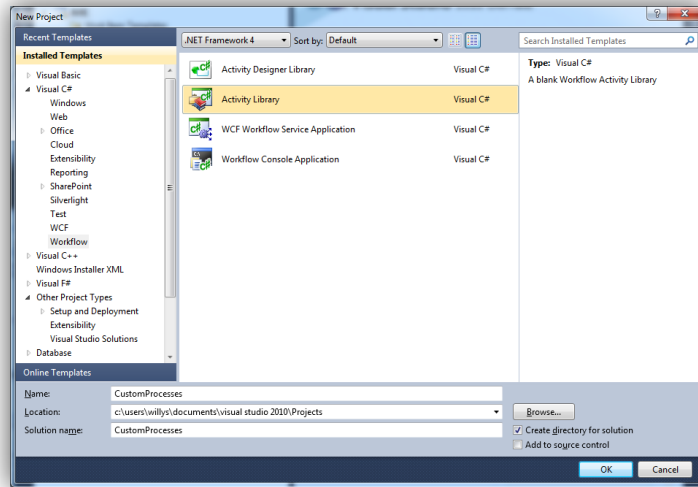 New Project
Recent Templates
Installed Templates
Visual Basic
Visual C#
Windows
Web
Office
Cloud
Extensibility
Reporting
SharePoint
Silverlight
Test
WCF
Workflow
Visual C++
Windows Installer XML
Visual F#
Other Project Types
Setup and Deployment
Extensibility
Visual Studio Solutions
Database
Online Templates
.NET Framework 4 Sort by: Default
Activity Designer Library Visual C#
Activity Library Visual C#
WCF Workflow Service Application Visual C#
Workflow Console Application Visual C#
Search Installed Templates
Type: Visual C#
A blank Workflow Activity Library
Name: CustomProcesses
Location: c:\users\willys\documents\visual studio 2010\Projects Browse...
Solution name: CustomProcesses Create directory for solution
Add to source control
OK Cancel